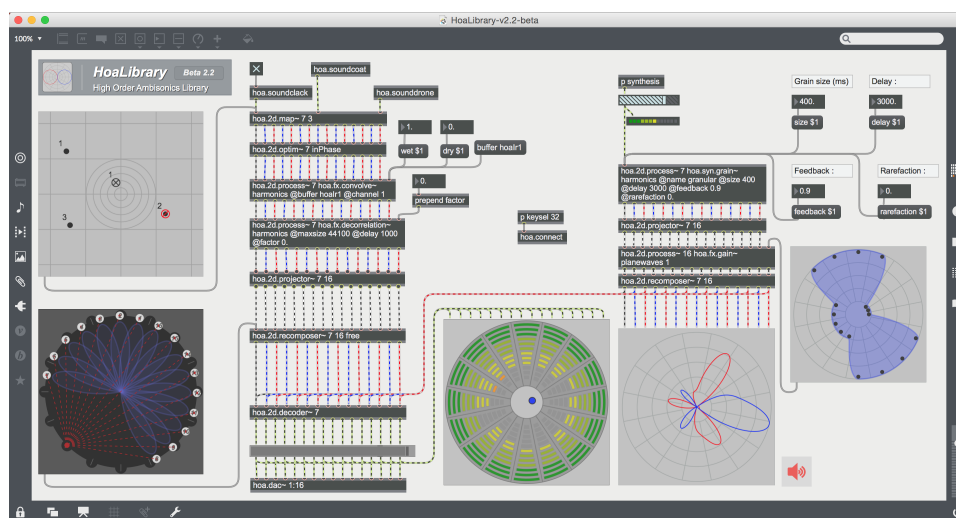 HoaLibrary-v2.2-beta
100%
HoaLibrary Beta 2.2
High Order Ambisonics Library
hoa.soundcoat
hoa.soundclack
hoa.sounddrone
hoa.2d.map~ 7 3
1
1
2
3
hoa.2d.optim~ 7 inPhase
1.
0.
wet $1
dry $1
buffer hoaIr1
hoa.2d.process~ 7 hoa.fx.convolve~
harmonics @buffer hoaIr1 @channel 1
0.
prepend factor
hoa.2d.process~ 7 hoa.fx.decorrelation~
harmonics @maxsize 44100 @delay 1000
@factor 0.
hoa.2d.projector~ 7 16
hoa.2d.recomposer~ 7 16 free
hoa.2d.decoder~ 7
hoa.dac~ 1:16
p keysel 32
hoa.connect
p synthesis
Grain size (ms)
Delay :
400.
3000.
size $1
delay $1
hoa.2d.process~ 7 hoa.syn.grain~
harmonics @name granular @size 400
@delay 3000 @feedback 0.9
@rarefaction 0.
Feedback :
Rarefaction :
0.9
0.
feedback $1
rarefaction $1
hoa.2d.projector~ 7 16
hoa.2d.process~ 16 hoa.fx.gain~
planewaves 1
hoa.2d.recomposer~ 7 16